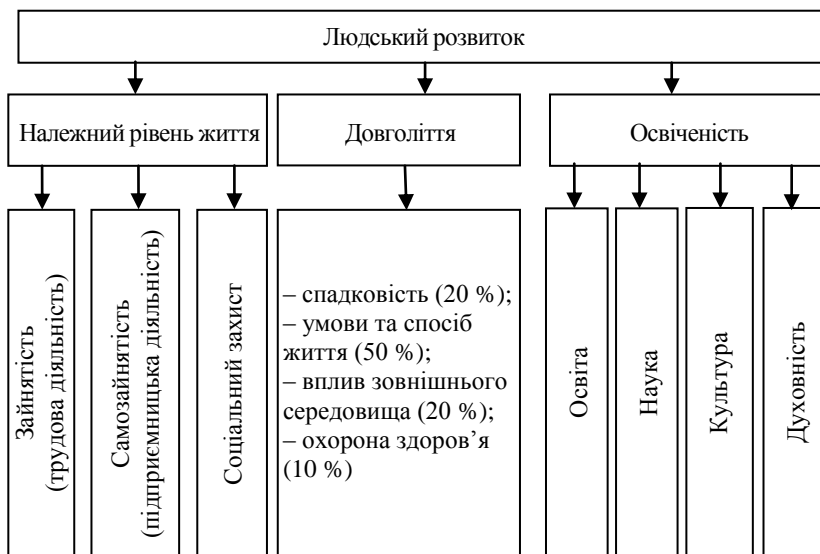 Людський розвиток
Належний рівень життя
Довголіття
Освіченість
Зайнятість
(трудова діяльність)
Самозайнятість
(підприємницька діяльність)
Соціальний захист
– спадковість (20 %);
– умови та спосіб
життя (50 %);
– вплив зовнішнього
середовища (20 %);
– охорона здоров’я
(10 %)
Освіта
Наука
Культура
Духовність